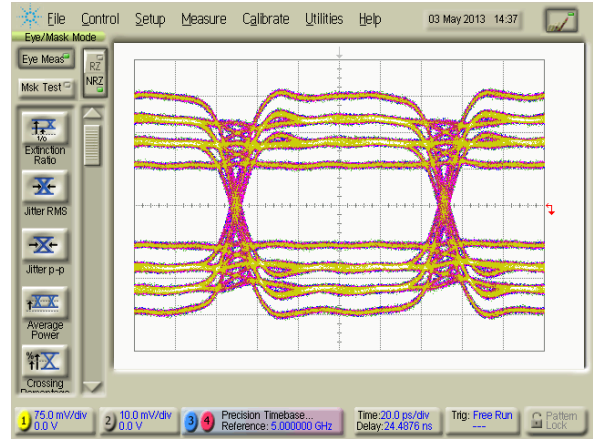 File Control Setup Measure Calibrate Utilities Help 03 May 2013 14:37
Eye/Mask Mode
Eye Meas
RZ
Msk Test
NRZ
Extinction
Ratio
Jitter RMS
Jitter p-p
Average
Power
Crossing
1 75.0 mV/div
0.0 V
2 10.0 mV/div
0.0 V
3 4 Precision Timebase...
Reference: 5.000000 GHz
Time:20.0 ps/div
Delay:24.4876 ns
Trig: Free Run
---
Pattern
Lock